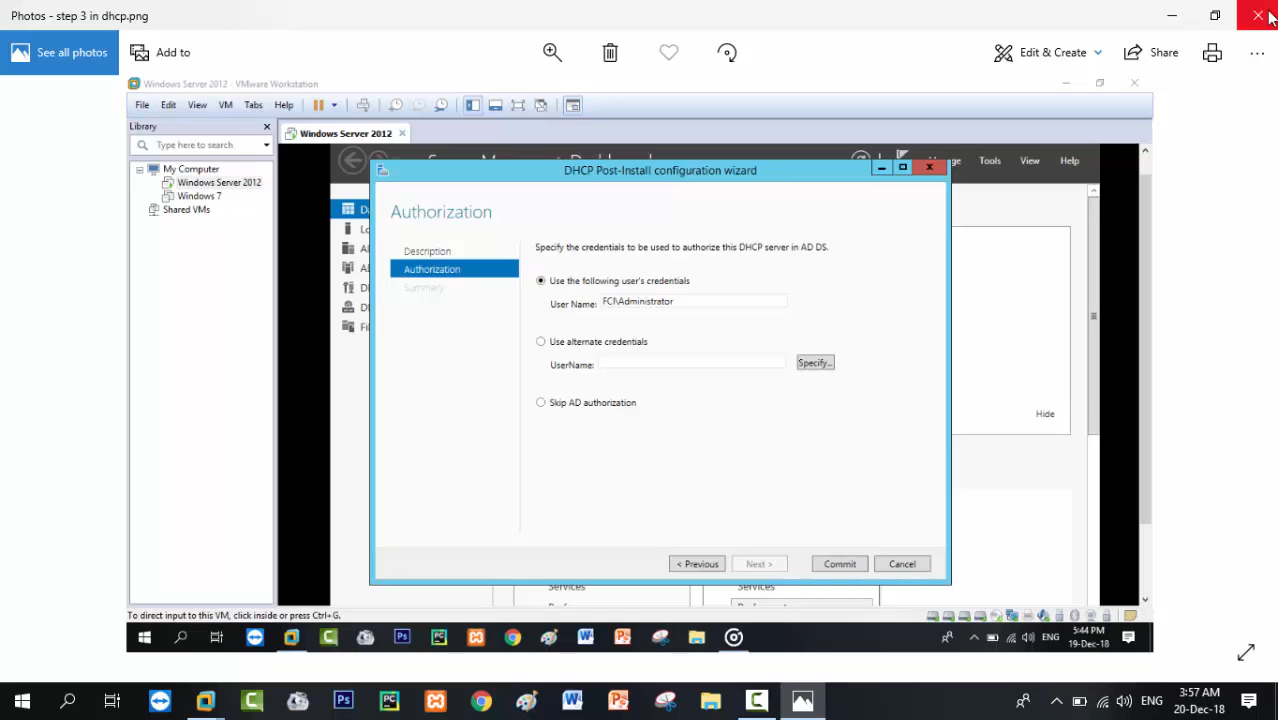 Photos - step 3 in dhcp.png
See all photos
Add to
Edit & Create
Share
Windows Server 2012 - VMware Workstation
File Edit View VM Tabs Help
Library
Windows Server 2012
Type here to search
My Computer
Windows Server 2012
Windows 7
Shared VMs
Tools View Help
DHCP Post-Install configuration wizard
Authorization
Description
Authorization
Summary
Specify the credentials to be used to authorize this DHCP server in AD DS.
Use the following user's credentials
User Name: FCI\Administrator
Use alternate credentials
UserName:
Specify...
Skip AD authorization
Hide
< Previous
Next >
Commit
Cancel
To direct input to this VM, click inside or press Ctrl+G.
ENG
5:44 PM
19-Dec-18
ENG
3:57 AM
20-Dec-18